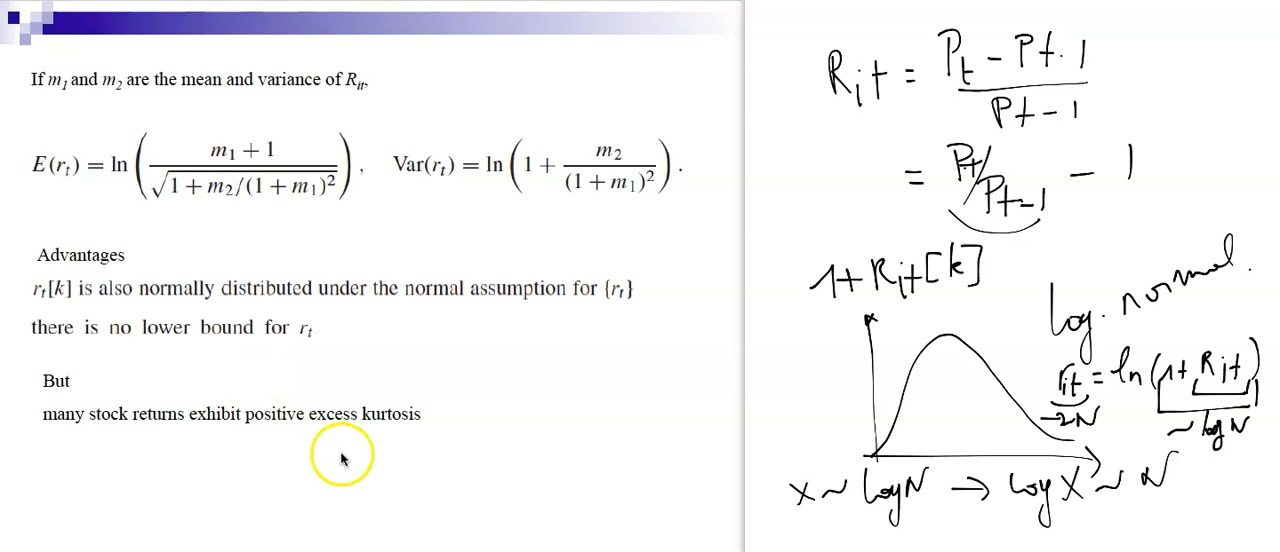 If m₁ and m₂ are the mean and variance of Rᵢₜ,
E(rₜ) = ln( (m₁ + 1) / √(1 + m₂/(1 + m₁)²) ), Var(rₜ) = ln( 1 + m₂/(1 + m₁)² ).
Advantages
rₜ[k] is also normally distributed under the normal assumption for {rₜ}
there is no lower bound for rₜ
But
many stock returns exhibit positive excess kurtosis
Rit = (Pt - Pt-1) / (Pt-1)
= Pt/Pt-1 - 1
1+Rit[k]
log. normal.
rit = ln(1+Rit)
~ logN
X ~ logN → log X ~ N